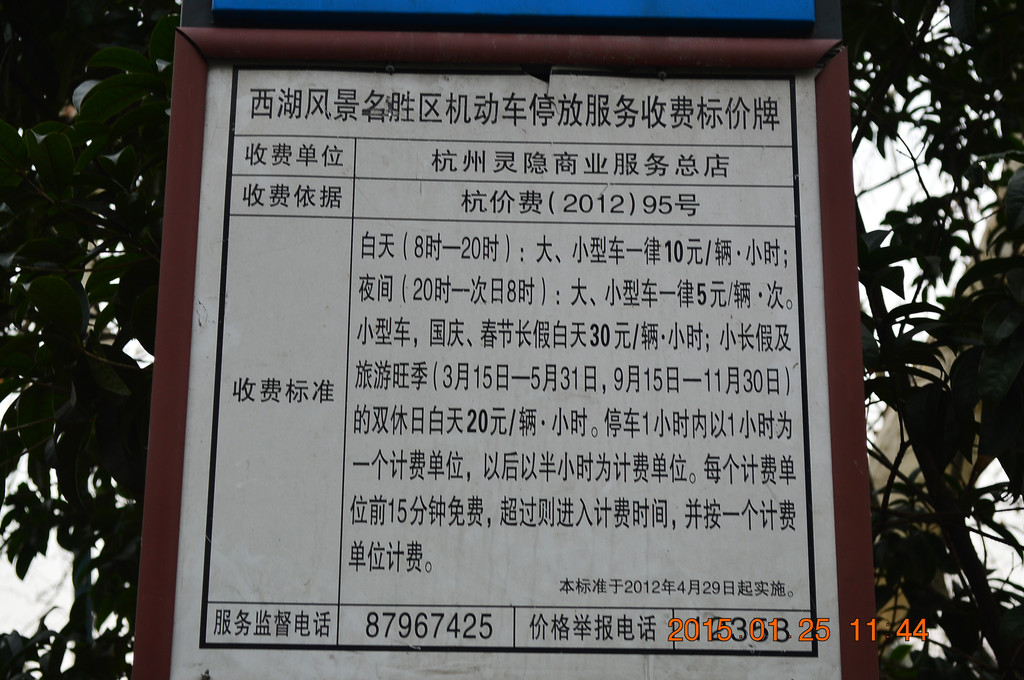 西湖风景名胜区机动车停放服务收费标价牌
收费单位 杭州灵隐商业服务总店
收费依据 杭价费(2012)95号
收费标准
白天(8时—20时):大、小型车一律10元/辆·小时;
夜间(20时—次日8时):大、小型车一律5元/辆·次。
小型车,国庆、春节长假白天30元/辆·小时;小长假及
旅游旺季(3月15日—5月31日,9月15日—11月30日)
的双休日白天20元/辆·小时。停车1小时内以1小时为
一个计费单位,以后以半小时为计费单位。每个计费单
位前15分钟免费,超过则进入计费时间,并按一个计费
单位计费。
本标准于2012年4月29日起实施。
服务监督电话 87967425 价格举报电话
2015 01 25 11 44